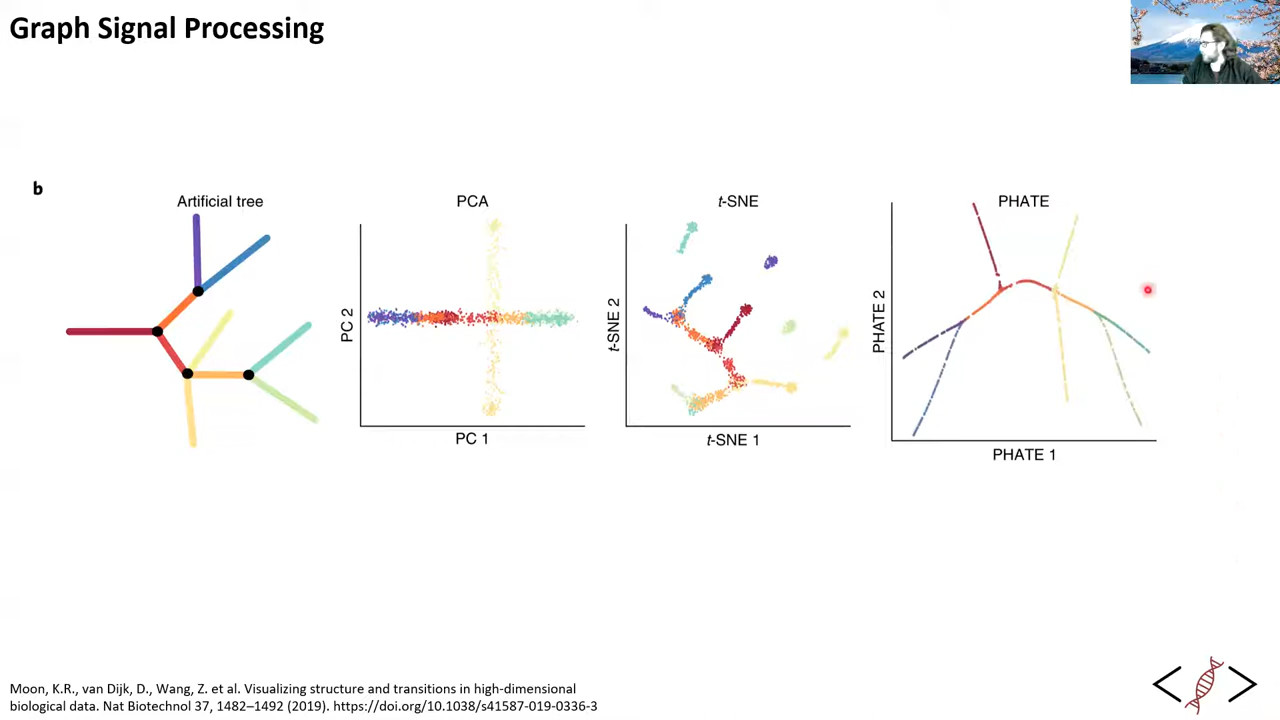 Graph Signal Processing
b
Artificial tree
PCA
t-SNE
PHATE
PC 2
t-SNE 2
PHATE 2
PC 1
t-SNE 1
PHATE 1
Moon, K.R., van Dijk, D., Wang, Z. et al. Visualizing structure and transitions in high-dimensional
biological data. Nat Biotechnol 37, 1482–1492 (2019). https://doi.org/10.1038/s41587-019-0336-3